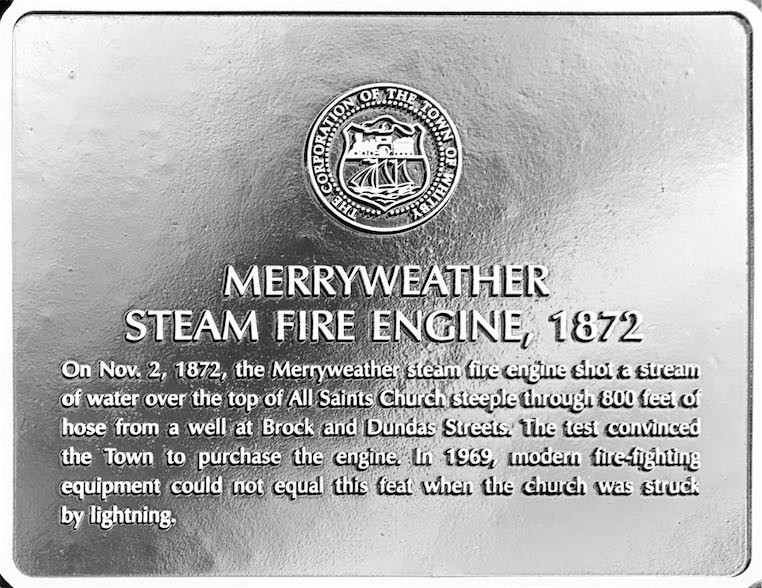 THE CORPORATION OF THE TOWN OF WHITBY
MERRYWEATHER
STEAM FIRE ENGINE, 1872
On Nov. 2, 1872, the Merryweather steam fire engine shot a stream
of water over the top of All Saints Church steeple through 800 feet of
hose from a well at Brock and Dundas Streets. The test convinced
the Town to purchase the engine. In 1969, modern fire-fighting
equipment could not equal this feat when the church was struck
by lightning.